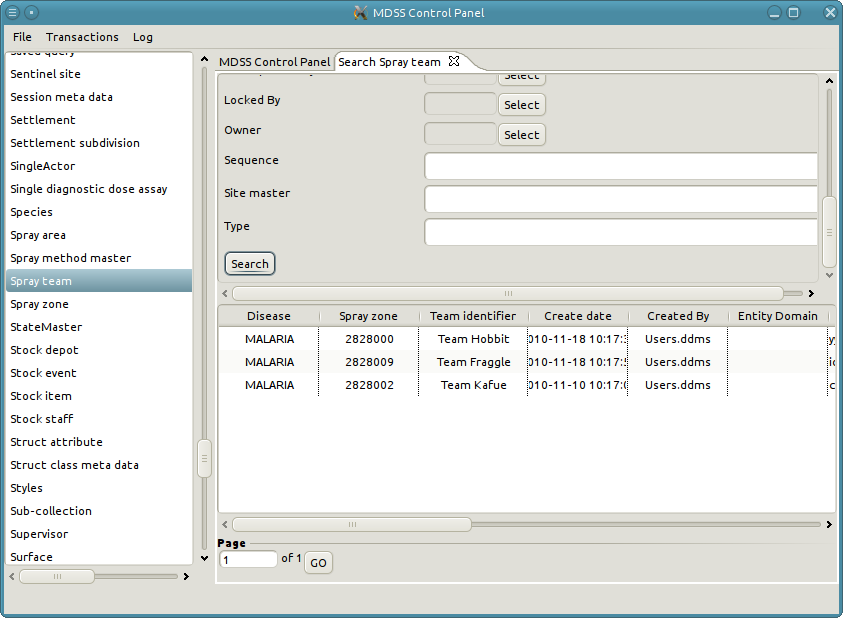 MDSS Control Panel
File Transactions Log
Saved query
Sentinel site
Session meta data
Settlement
Settlement subdivision
SingleActor
Single diagnostic dose assay
Species
Spray area
Spray method master
Spray team
Spray zone
StateMaster
Stock depot
Stock event
Stock item
Stock staff
Struct attribute
Struct class meta data
Styles
Sub-collection
Supervisor
Surface
MDSS Control Panel Search Spray team
Select
Locked By Select
Owner Select
Sequence
Site master
Type
Search
Disease Spray zone Team identifier Create date Created By Entity Domain
MALARIA 2828000 Team Hobbit 010-11-18 10:17:3 Users.ddms
MALARIA 2828009 Team Fraggle 010-11-18 10:17:5 Users.ddms
MALARIA 2828002 Team Kafue 010-11-10 10:17:0 Users.ddms
Page
1 of 1 GO